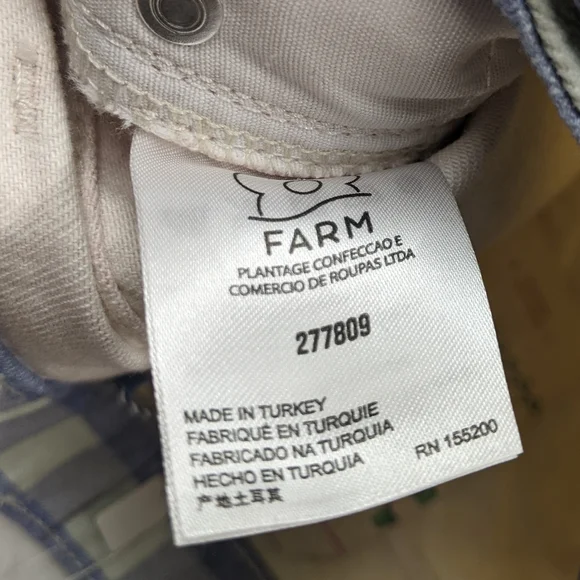 FARM
PLANTAGE CONFECCAO E
COMERCIO DE ROUPAS LTDA
277809
MADE IN TURKEY
FABRIQUÉ EN TURQUIE
FABRICADO NA TURQUIA
HECHO EN TURQUIA
产地土耳其
RN 155200